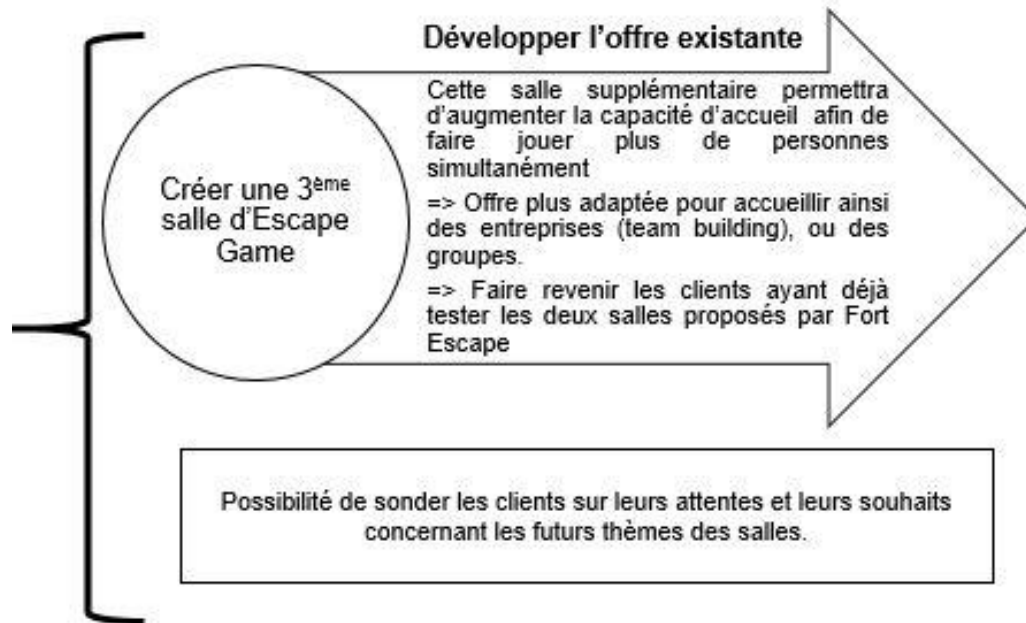 Développer l'offre existante
Créer une 3ème
salle d'Escape
Game
Cette salle supplémentaire permettra
d'augmenter la capacité d'accueil afin de
faire jouer plus de personnes
simultanément
=> Offre plus adaptée pour accueillir ainsi
des entreprises (team building), ou des
groupes.
=> Faire revenir les clients ayant déjà
tester les deux salles proposés par Fort
Escape
Possibilité de sonder les clients sur leurs attentes et leurs souhaits
concernant les futurs thèmes des salles.